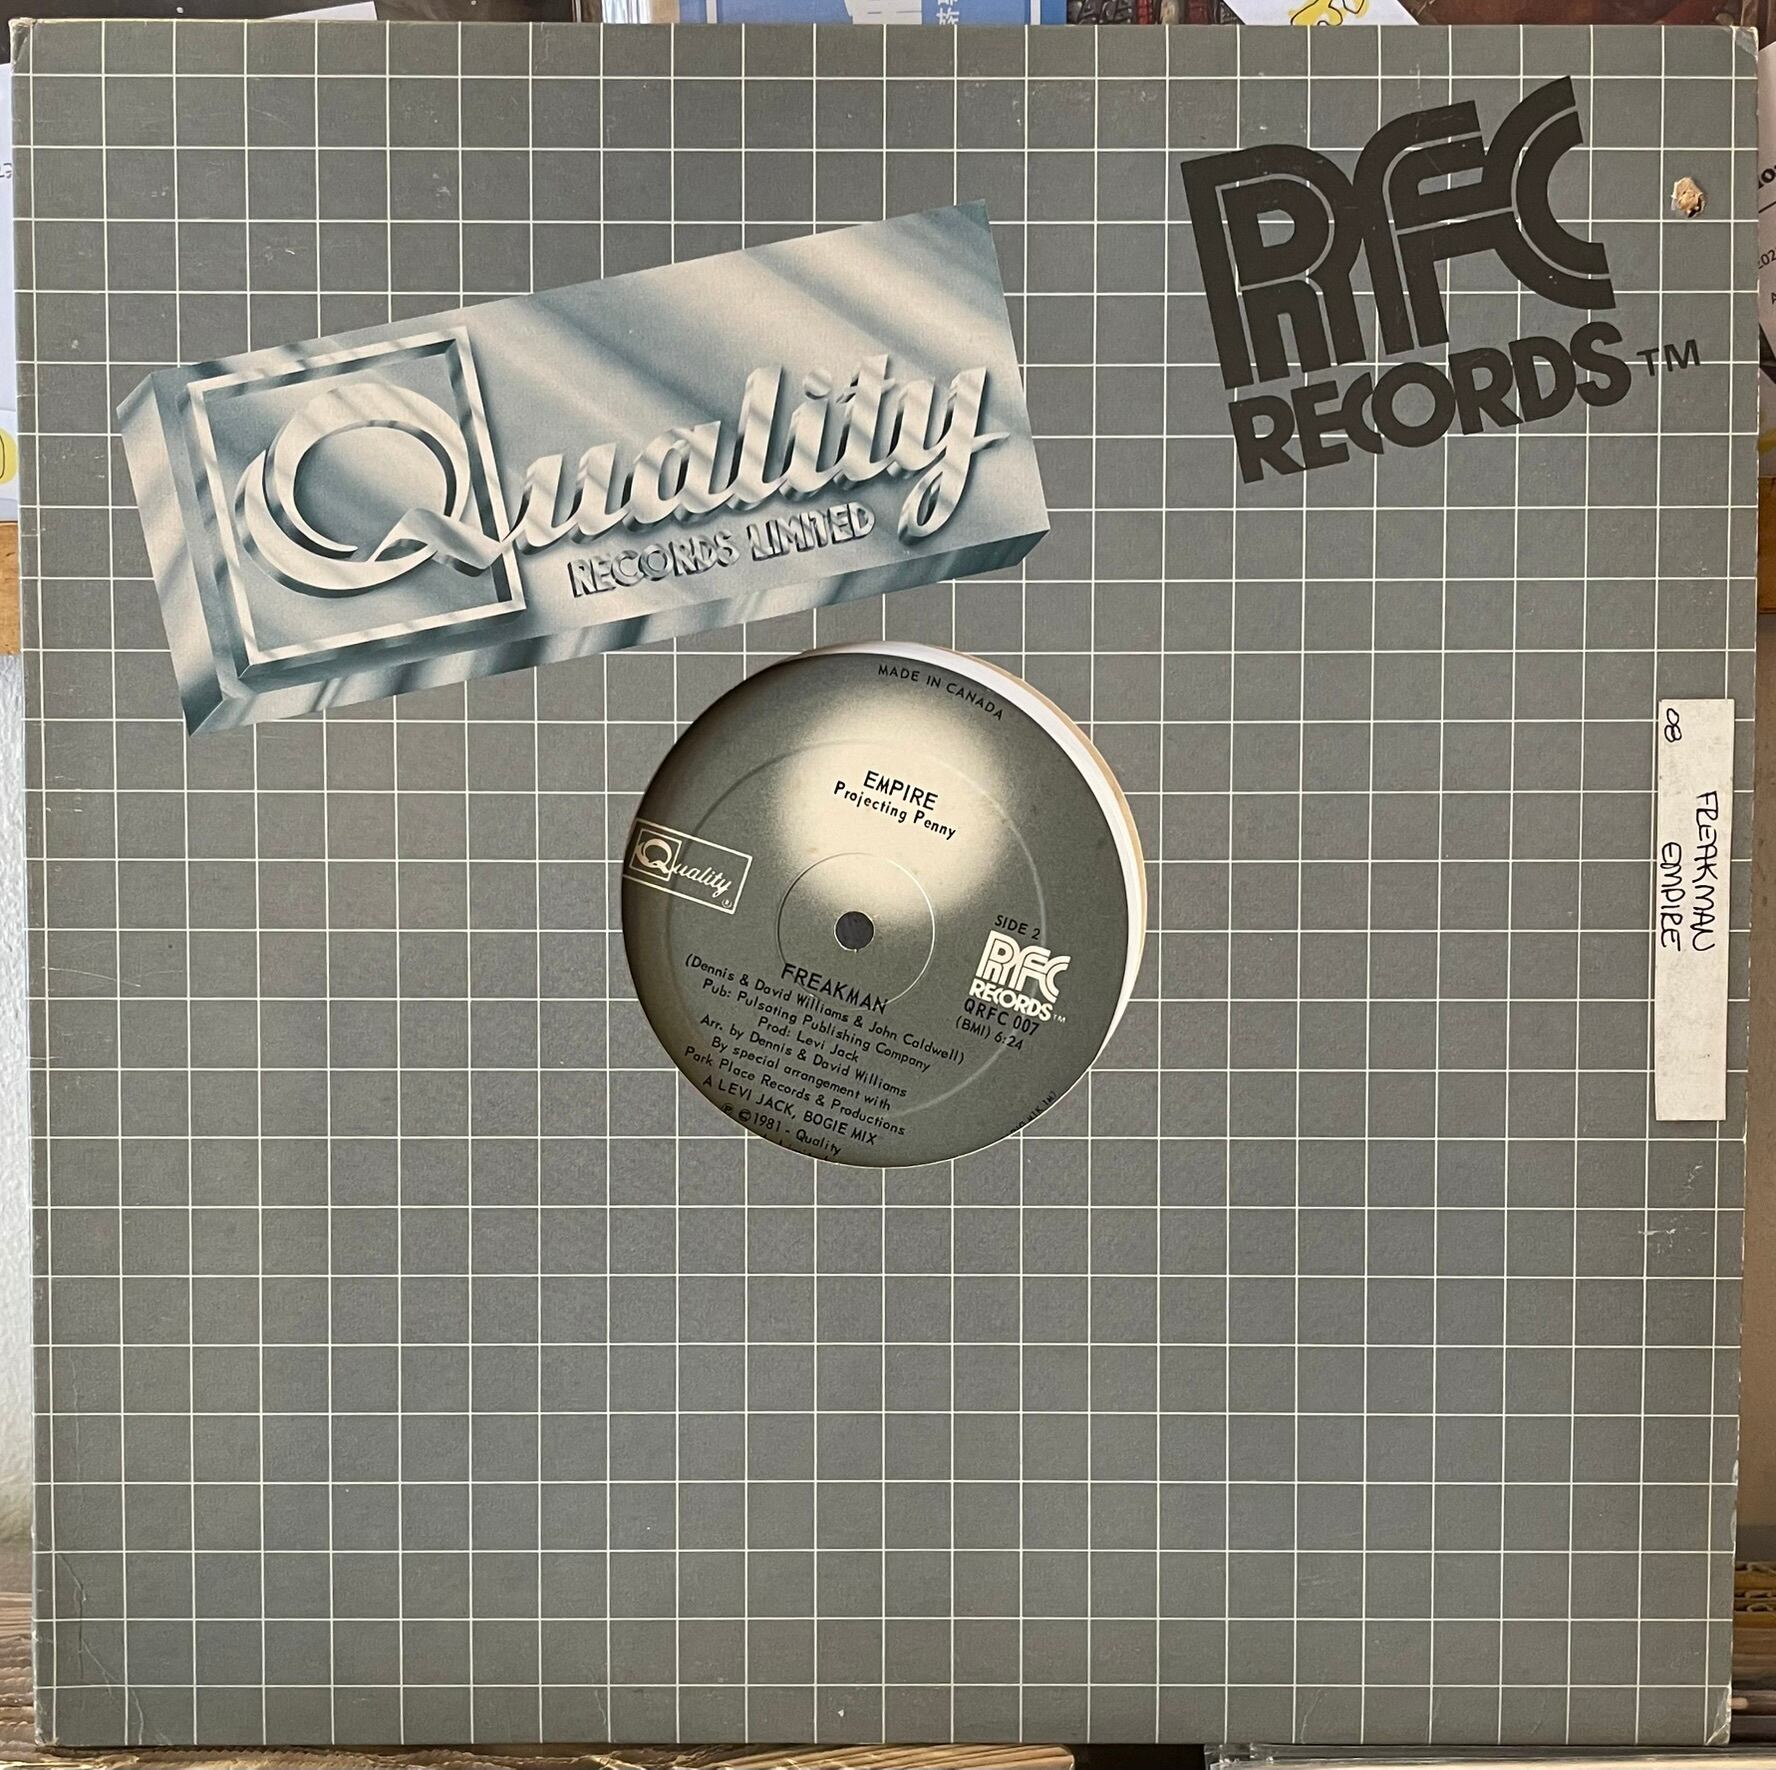 RFC
RECORDS TM
Quality
RECORDS LIMITED
MADE IN CANADA
EMPIRE
Projecting Penny
Quality
SIDE 2
RFC
RECORDS TM
QRFC 007
(BMI) 6:24
FREAKMAN
(Dennis & David Williams & John Caldwell)
Pub: Pulsating Publishing Company
Prod: Levi Jack
Arr. by Dennis & David Williams
By special arrangement with
Park Place Records & Productions
A LEVI JACK, BOGIE MIX
℗ © 1981 - Quality
08
FREAKMAN
EMPIRE